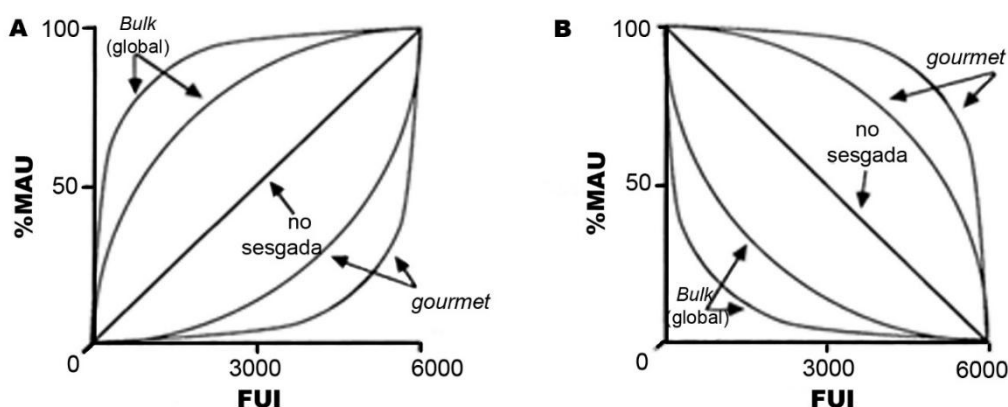 A
100
Bulk
(global)
%MAU
50
no
sesgada
gourmet
0
3000
6000
FUI
B
100
gourmet
no
sesgada
%MAU
50
Bulk
(global)
0
3000
6000
FUI